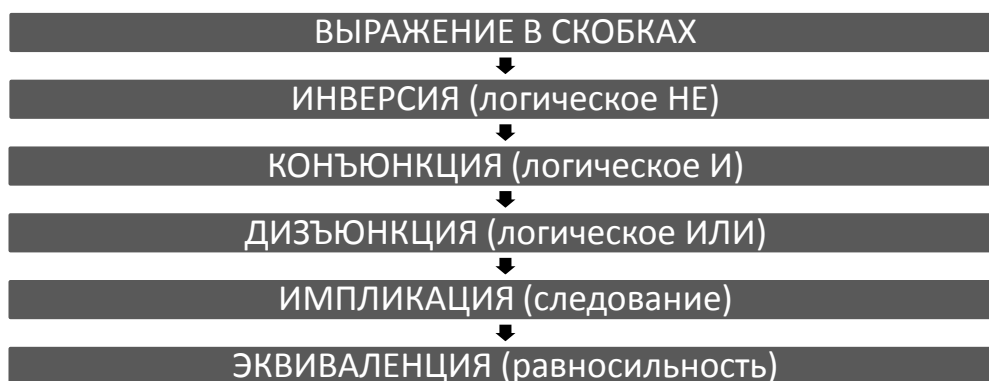 ВЫРАЖЕНИЕ В СКОБКАХ
ИНВЕРСИЯ (логическое НЕ)
КОНЪЮНКЦИЯ (логическое И)
ДИЗЪЮНКЦИЯ (логическое ИЛИ)
ИМПЛИКАЦИЯ (следование)
ЭКВИВАЛЕНЦИЯ (равносильность)